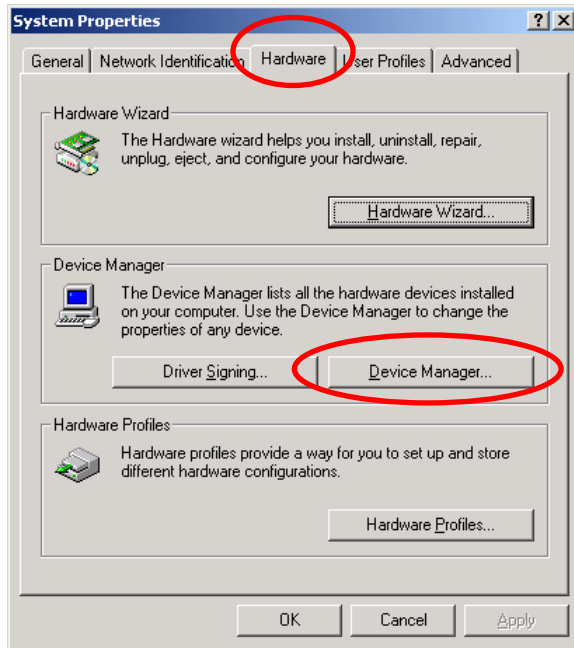 System Properties
General
Network Identification
Hardware
User Profiles
Advanced
Hardware Wizard
The Hardware wizard helps you install, uninstall, repair,
unplug, eject, and configure your hardware.
Hardware Wizard...
Device Manager
The Device Manager lists all the hardware devices installed
on your computer. Use the Device Manager to change the
properties of any device.
Driver Signing...
Device Manager...
Hardware Profiles
Hardware profiles provide a way for you to set up and store
different hardware configurations.
Hardware Profiles...
OK
Cancel
Apply